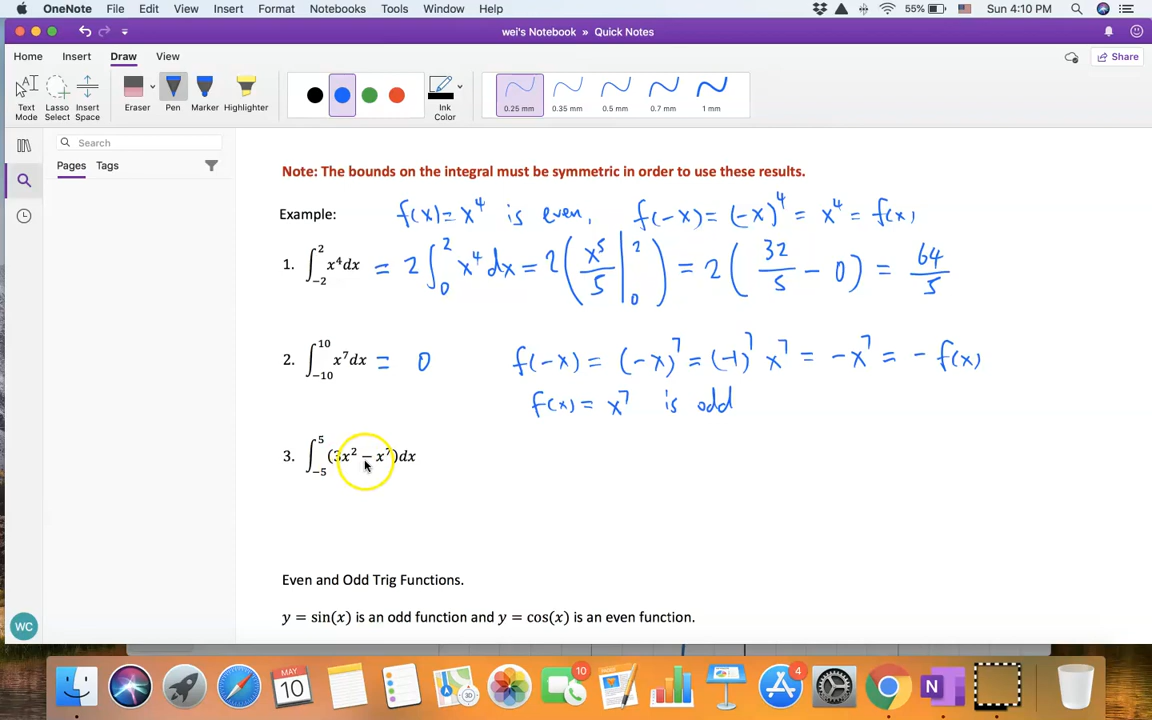 OneNote File Edit View Insert Format Notebooks Tools Window Help 55% Sun 4:10 PM
wei's Notebook » Quick Notes
Home Insert Draw View Share
Text Mode Lasso Select Insert Space Eraser Pen Marker Highlighter Ink Color 0.25 mm 0.35 mm 0.5 mm 0.7 mm 1 mm
Search
Pages Tags
Note: The bounds on the integral must be symmetric in order to use these results.
Example: f(x)= x⁴ is even, f(-x)= (-x)⁴ = x⁴ = f(x)
1. ∫₋₂² x⁴dx = 2 ∫₀² x⁴ dx = 2( x⁵/5 |₀² ) = 2( 32/5 - 0) = 64/5
2. ∫₋₁₀¹⁰ x⁷dx = 0 f(-x) = (-x)⁷ = (-1)⁷ x⁷ = -x⁷ = - f(x)
f(x) = x⁷ is odd
3. ∫₋₅⁵ (3x² − x⁷)dx
Even and Odd Trig Functions.
y = sin(x) is an odd function and y = cos(x) is an even function.
WC
MAY 10 10 4 N